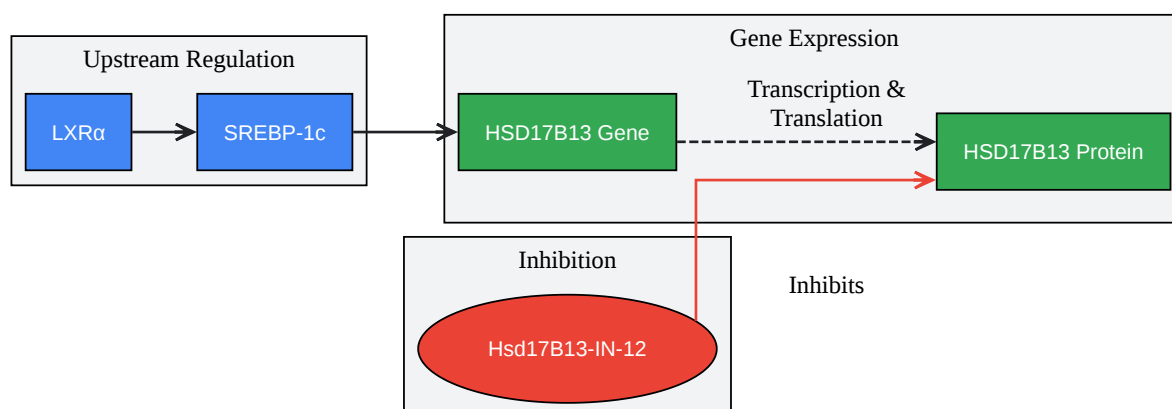 Upstream Regulation
LXRα
SREBP-1c
Gene Expression
HSD17B13 Gene
Transcription &
Translation
HSD17B13 Protein
Inhibition
Hsd17B13-IN-12
Inhibits